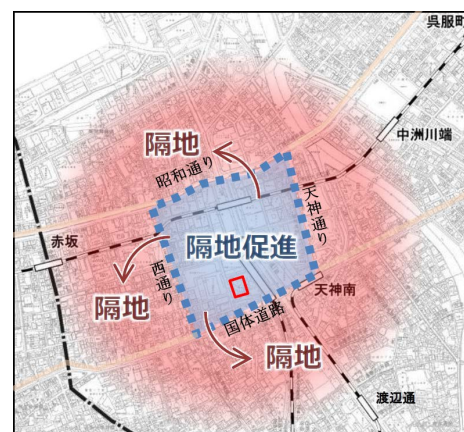 呉服町
中洲川端
隔地
昭和通り
天神通り
赤坂
隔地促進
西通り
隔地
天神南
国体道路
隔地
渡辺通